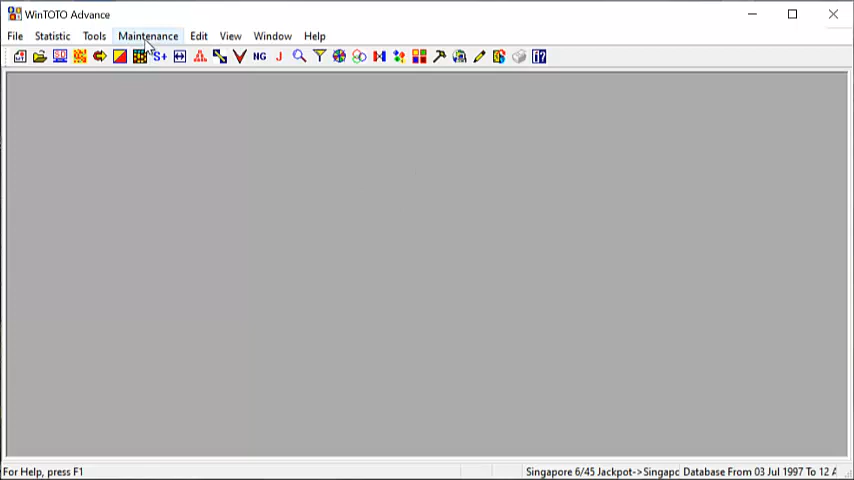 WinTOTO Advance
File Statistic Tools Maintenance Edit View Window Help
S+ NG J
For Help, press F1 Singapore 6/45 Jackpot->Singapc Database From 03 Jul 1997 To 12